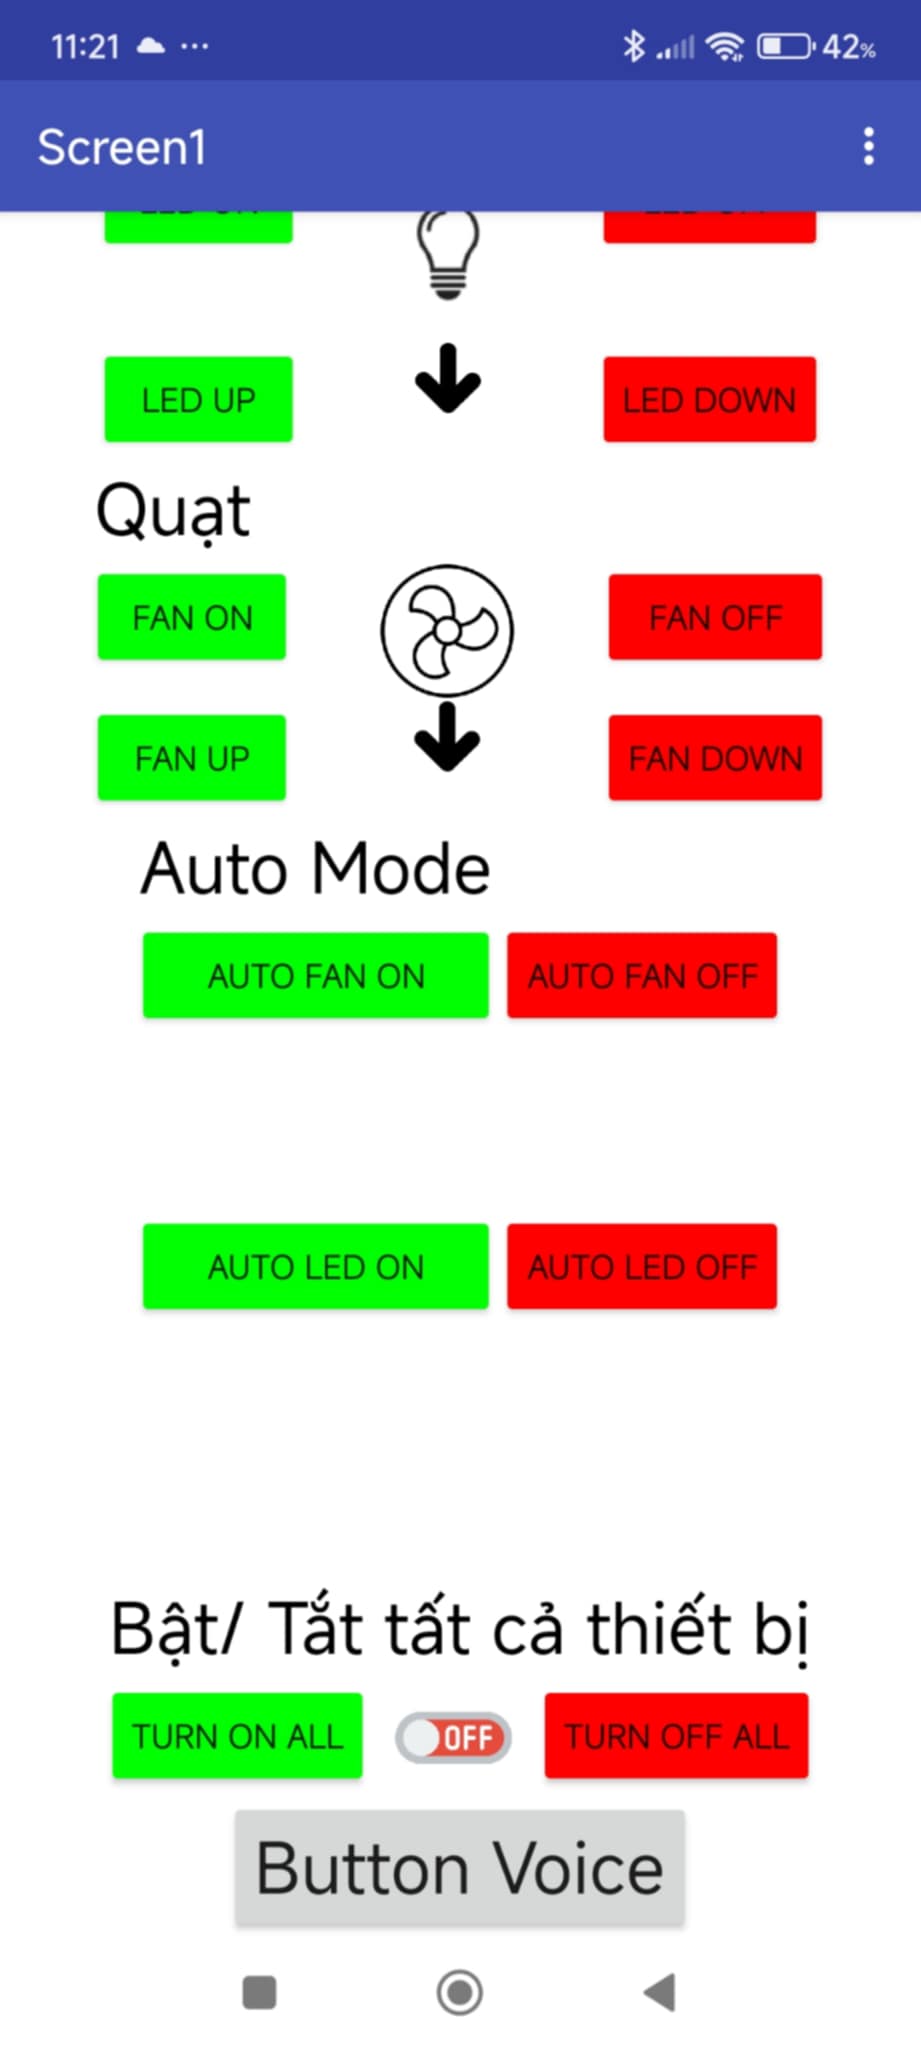 11:21 ... 42%
Screen1
LED UP LED DOWN
Quạt
FAN ON FAN OFF
FAN UP FAN DOWN
Auto Mode
AUTO FAN ON AUTO FAN OFF
AUTO LED ON AUTO LED OFF
Bật/ Tắt tất cả thiết bị
TURN ON ALL OFF TURN OFF ALL
Button Voice